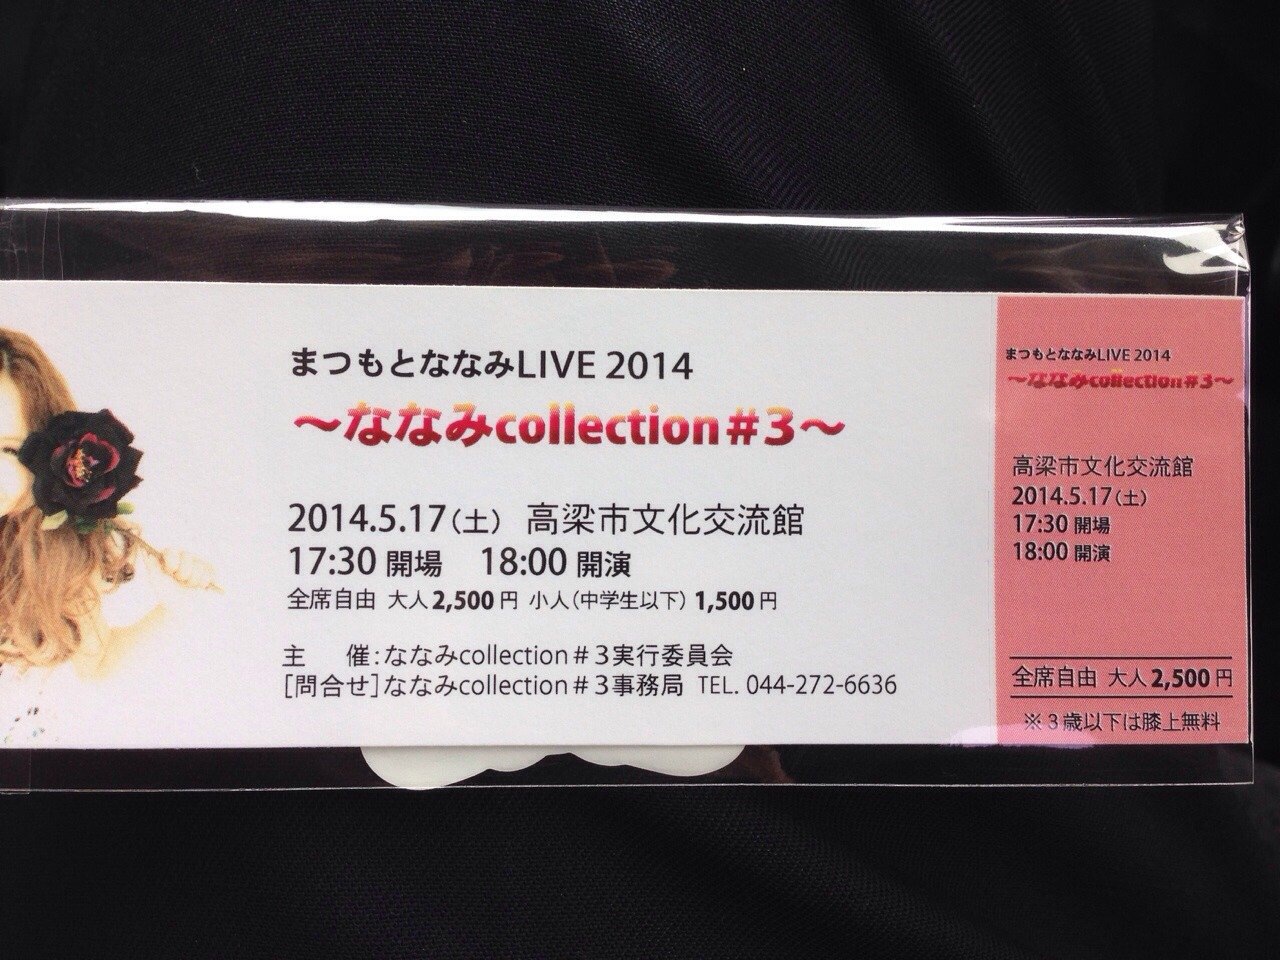 まつもとななみLIVE 2014
～ななみcollection＃3～
2014.5.17（土） 高梁市文化交流館
17:30 開場 18:00 開演
全席自由 大人2,500円 小人（中学生以下）1,500円
主 催：ななみcollection＃3実行委員会
[問合せ]ななみcollection＃3事務局 TEL. 044-272-6636
まつもとななみLIVE 2014
～ななみcollection＃3～
高梁市文化交流館
2014.5.17（土）
17:30 開場
18:00 開演
全席自由 大人2,500円
※3歳以下は膝上無料